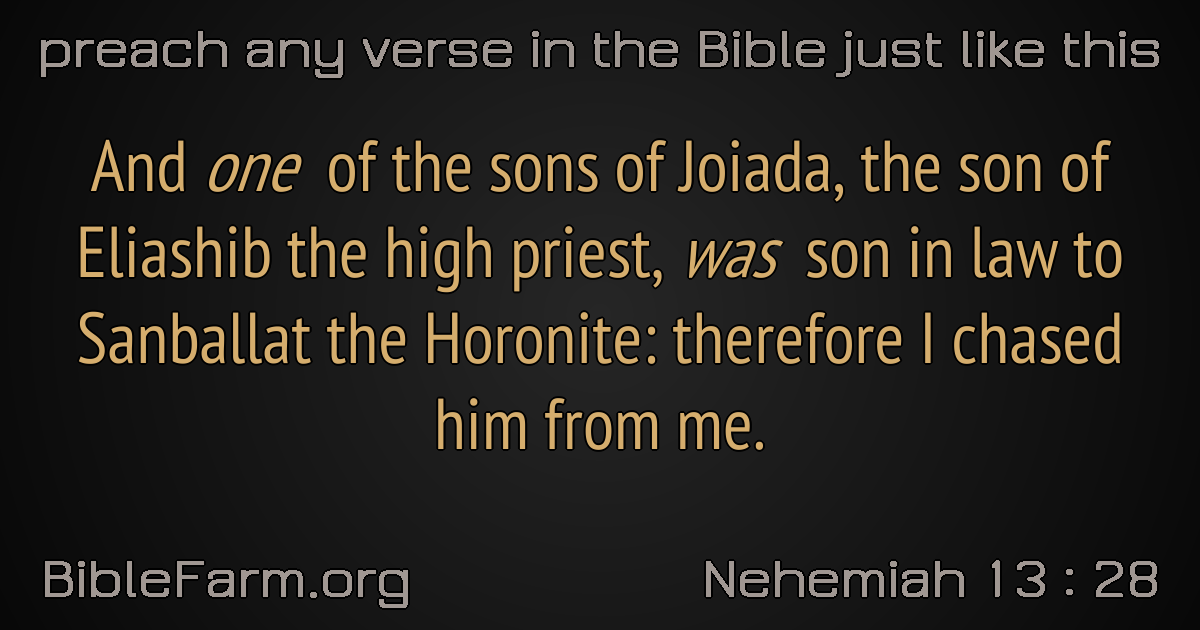 preach any verse in the Bible just like this
And one of the sons of Joiada, the son of
Eliashib the high priest, was son in law to
Sanballat the Horonite: therefore I chased
him from me.
BibleFarm.org
Nehemiah 13 : 28